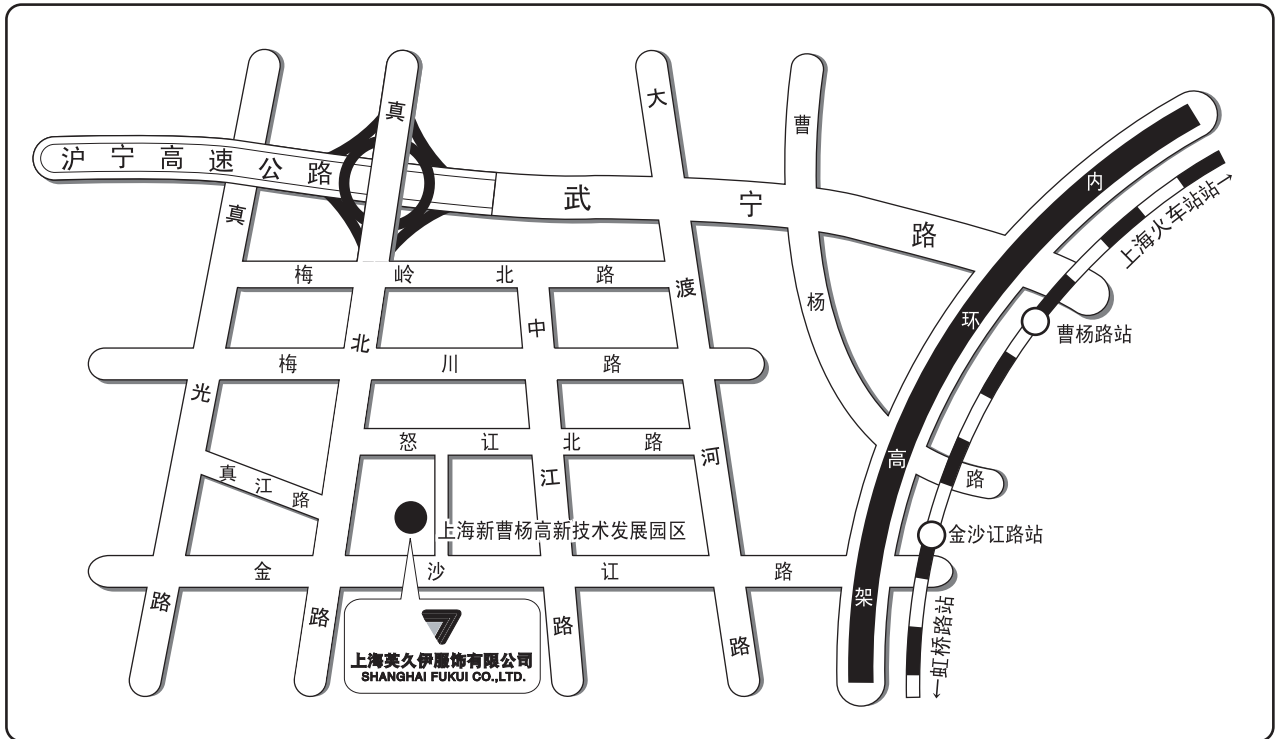 沪宁高速公路
武宁路
真光路
真北路
大渡河路
曹杨路
内环高架
上海火车站站→
梅岭北路
曹杨路站
梅川路
中江路
怒江北路
真江路
上海新曹杨高新技术发展园区
金沙江路站
金沙江路
←虹桥路站
上海英久伊服饰有限公司
SHANGHAI FUKUI CO.,LTD.